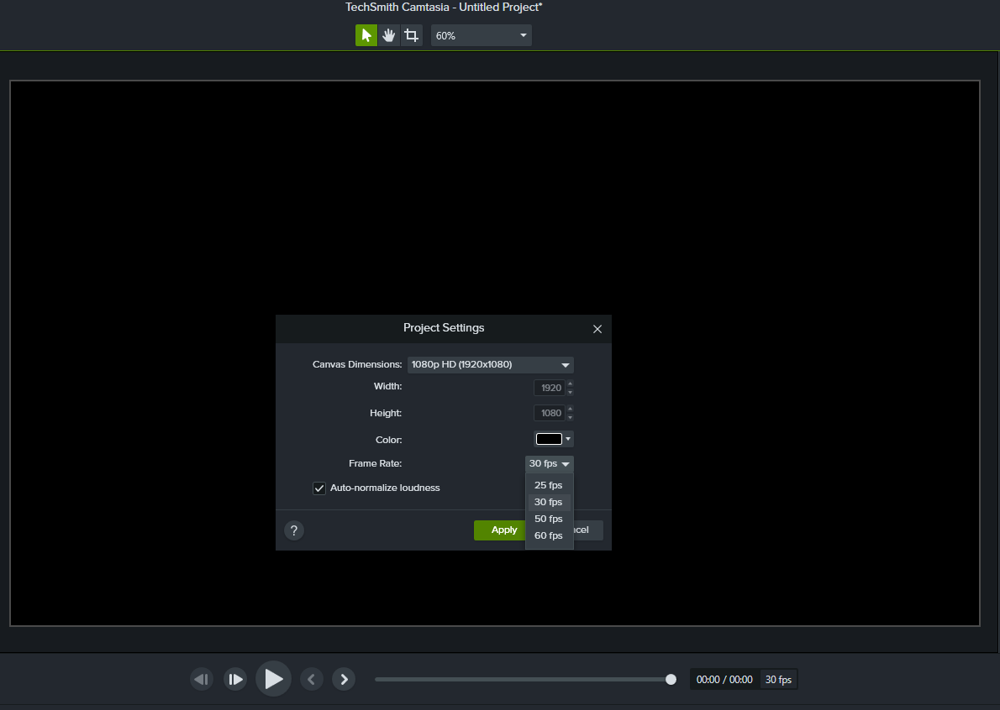 TechSmith Camtasia - Untitled Project*
60%
Project Settings
Canvas Dimensions: 1080p HD (1920x1080)
Width: 1920
Height: 1080
Color:
Frame Rate: 30 fps
25 fps
Auto-normalize loudness
30 fps
50 fps
? Apply ncel
60 fps
00:00 / 00:00 30 fps